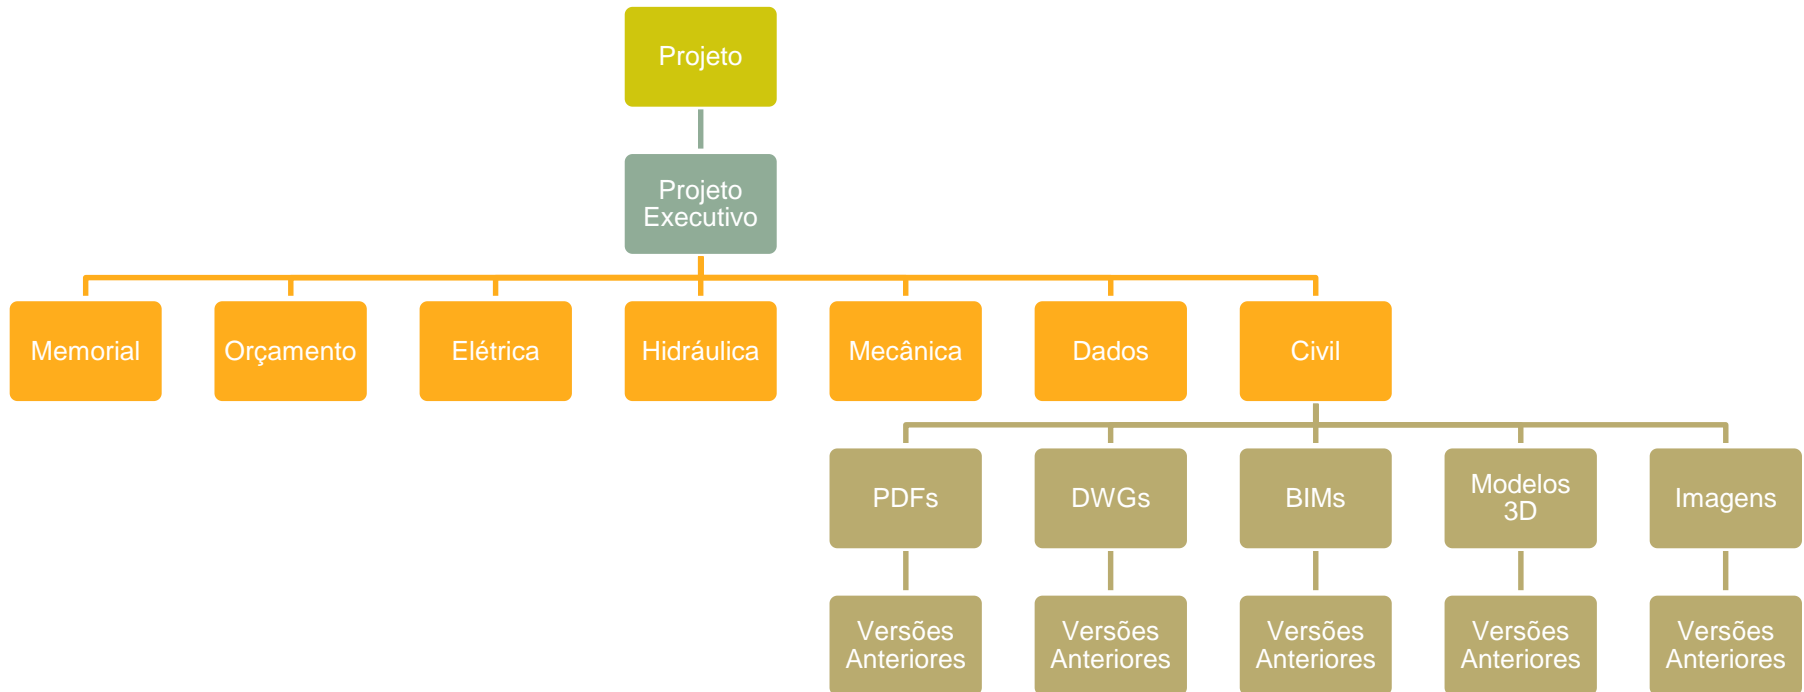 Projeto
Projeto
Executivo
Memorial
Orçamento
Elétrica
Hidráulica
Mecânica
Dados
Civil
PDFs
DWGs
BIMs
Modelos
3D
Imagens
Versões
Anteriores
Versões
Anteriores
Versões
Anteriores
Versões
Anteriores
Versões
Anteriores